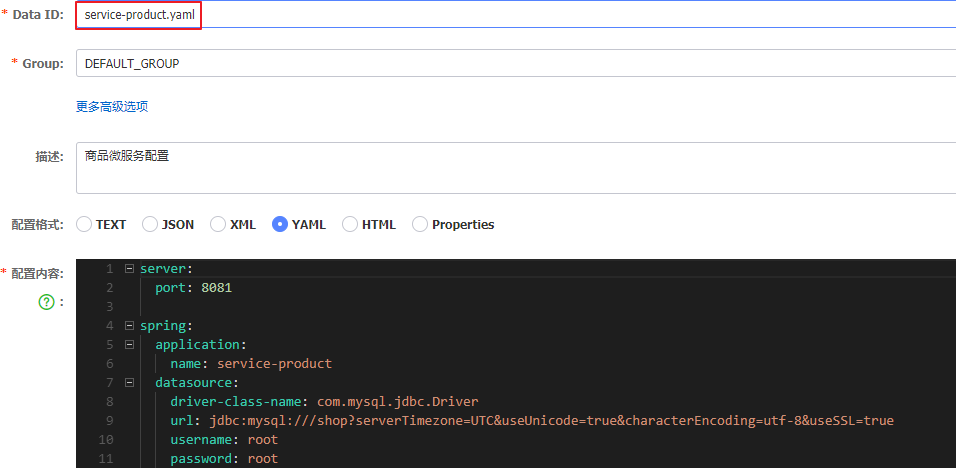 * Data ID: service-product.yaml
* Group: DEFAULT_GROUP
更多高级选项
描述: 商品微服务配置
配置格式: TEXT JSON XML YAML HTML Properties
* 配置内容: 1 server:
? : 2 port: 8081
3
4 spring:
5 application:
6 name: service-product
7 datasource:
8 driver-class-name: com.mysql.jdbc.Driver
9 url: jdbc:mysql:///shop?serverTimezone=UTC&useUnicode=true&characterEncoding=utf-8&useSSL=true
10 username: root
11 password: root